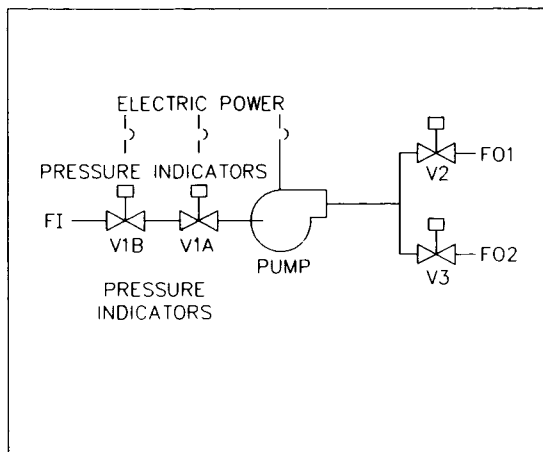 ELECTRIC POWER
PRESSURE INDICATORS
FI
V1B
V1A
PUMP
V2
FO1
V3
FO2
PRESSURE
INDICATORS